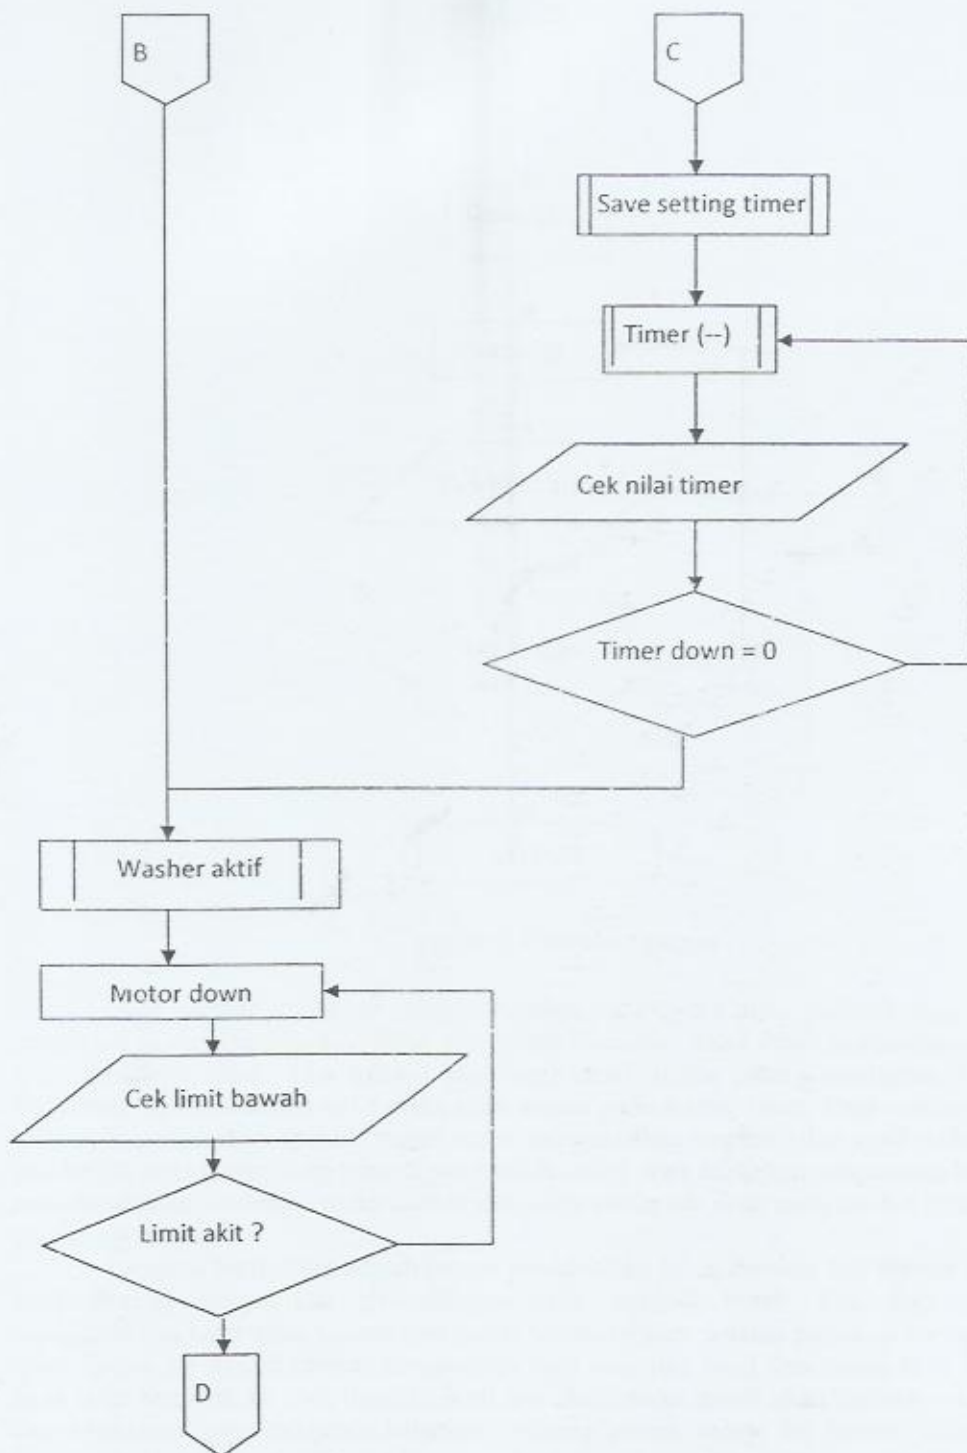 B
C
Save setting timer
Timer (--)
Cek nilai timer
Timer down = 0
Washer aktif
Motor down
Cek limit bawah
Limit akit ?
D